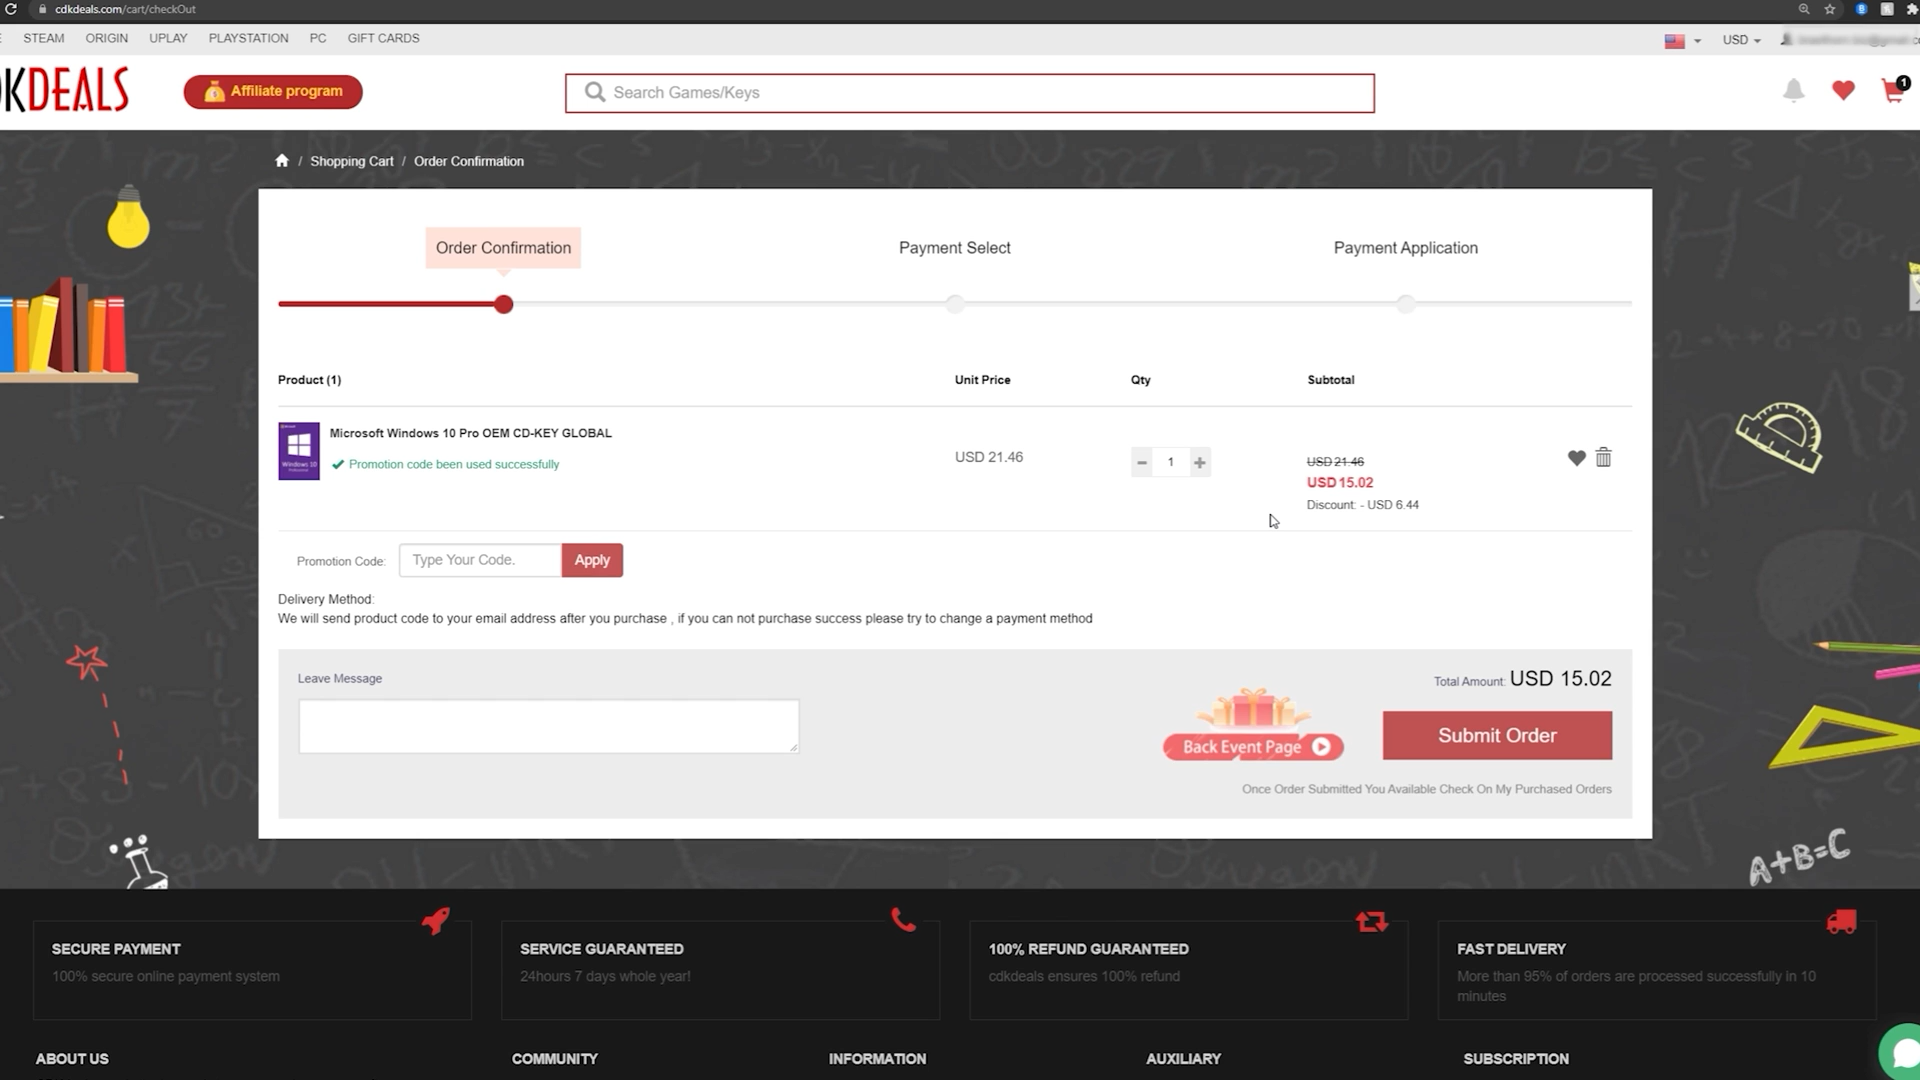 cdkdeals.com/cart/checkOut
STEAM ORIGIN UPLAY PLAYSTATION PC GIFT CARDS
USD
KDEALS
Affiliate program
Search Games/Keys
1
/ Shopping Cart / Order Confirmation
Order Confirmation
Payment Select
Payment Application
Product (1) Unit Price Qty Subtotal
Microsoft Windows 10 Pro OEM CD-KEY GLOBAL
Promotion code been used successfully
USD 21.46
1
USD 21.46
USD 15.02
Discount: - USD 6.44
Windows 10
Promotion Code: Type Your Code. Apply
Delivery Method:
We will send product code to your email address after you purchase , if you can not purchase success please try to change a payment method
Leave Message
Total Amount: USD 15.02
Back Event Page
Submit Order
Once Order Submitted You Available Check On My Purchased Orders
A+B=C
SECURE PAYMENT
100% secure online payment system
SERVICE GUARANTEED
24hours 7 days whole year!
100% REFUND GUARANTEED
cdkdeals ensures 100% refund
FAST DELIVERY
More than 95% of orders are processed successfully in 10
minutes
ABOUT US COMMUNITY INFORMATION AUXILIARY SUBSCRIPTION